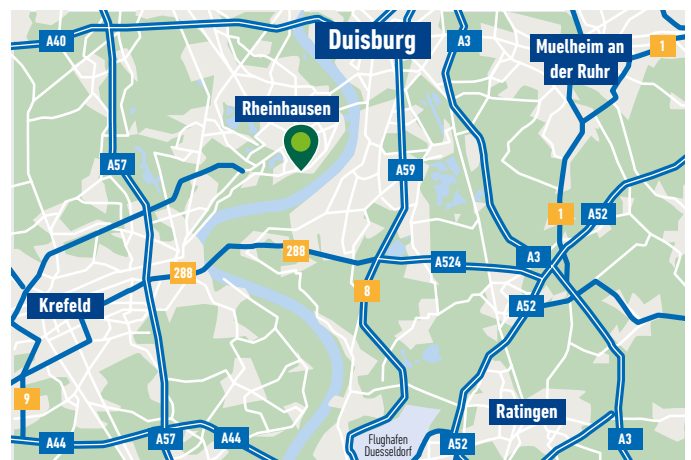 A40
Duisburg
A3
Muelheim an
der Ruhr
1
Rheinhausen
A57
A59
1
A52
288
288
A524
A3
8
Krefeld
A52
9
Ratingen
A44
A57
A44
Flughafen
Duesseldorf
A52
A3